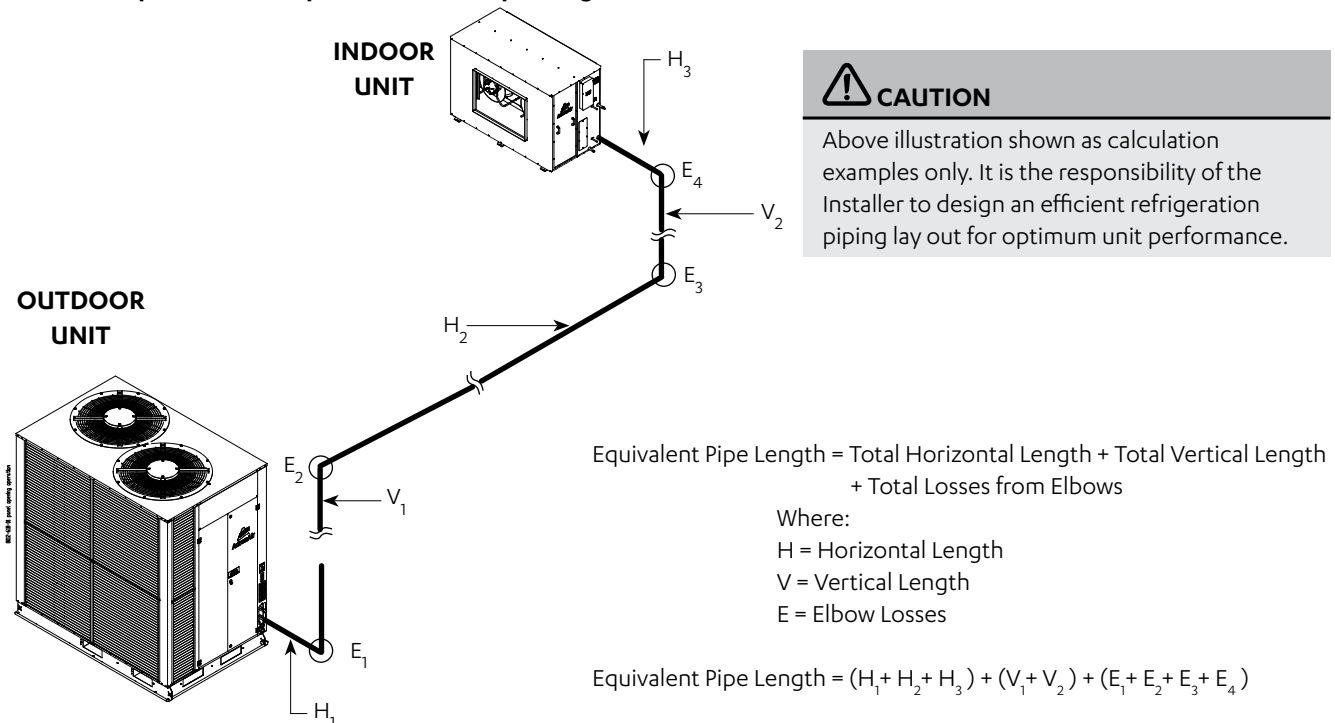 INDOOR
UNIT
H3
E4
V2
E3
H2
OUTDOOR
UNIT
E2
V1
E1
H1
CAUTION
Above illustration shown as calculation
examples only. It is the responsibility of the
Installer to design an efficient refrigeration
piping lay out for optimum unit performance.
Equivalent Pipe Length = Total Horizontal Length + Total Vertical Length
+ Total Losses from Elbows
Where:
H = Horizontal Length
V = Vertical Length
E = Elbow Losses
Equivalent Pipe Length = (H1+ H2+ H3 ) + (V1+ V2 ) + (E1+ E2+ E3+ E4 )